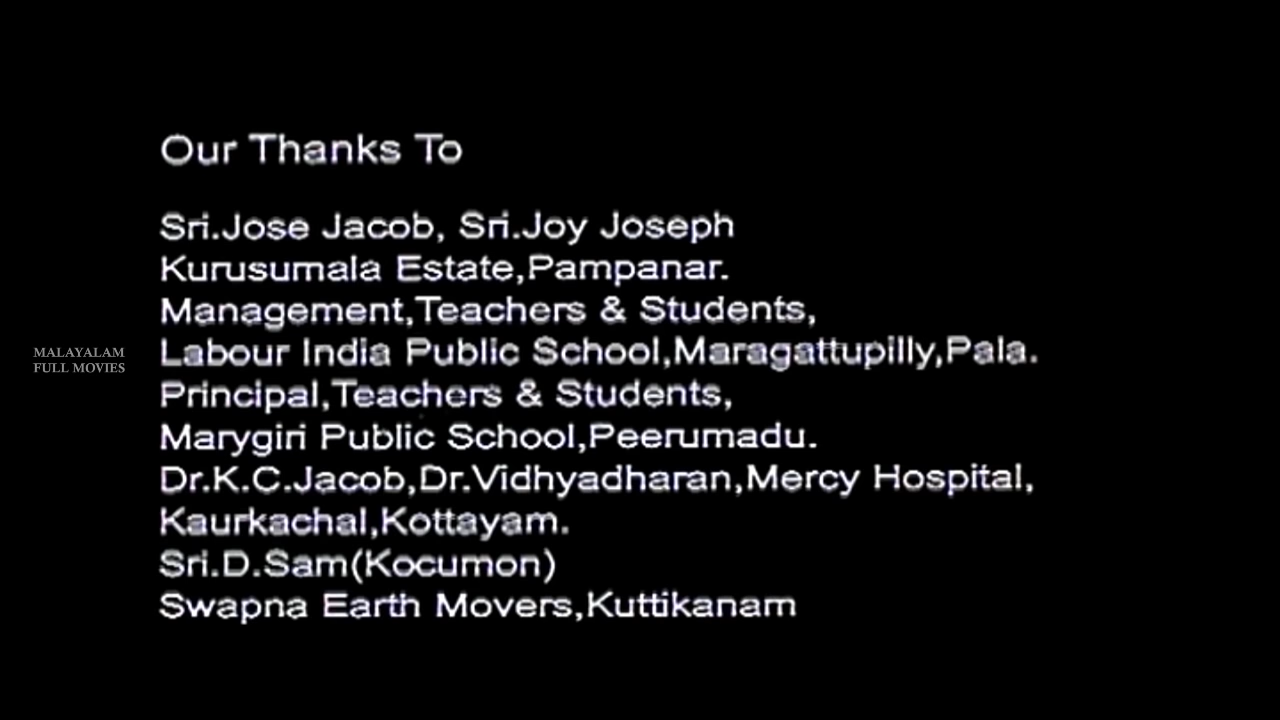 Our Thanks To
Sri.Jose Jacob, Sri.Joy Joseph
Kurusumala Estate,Pampanar.
Management,Teachers & Students,
MALAYALAM
FULL MOVIES
Labour India Public School,Maragattupilly,Pala.
Principal,Teachers & Students,
Marygiri Public School,Peerumadu.
Dr.K.C.Jacob,Dr.Vidhyadharan,Mercy Hospital,
Kaurkachal,Kottayam.
Sri.D.Sam(Kocumon)
Swapna Earth Movers,Kuttikanam